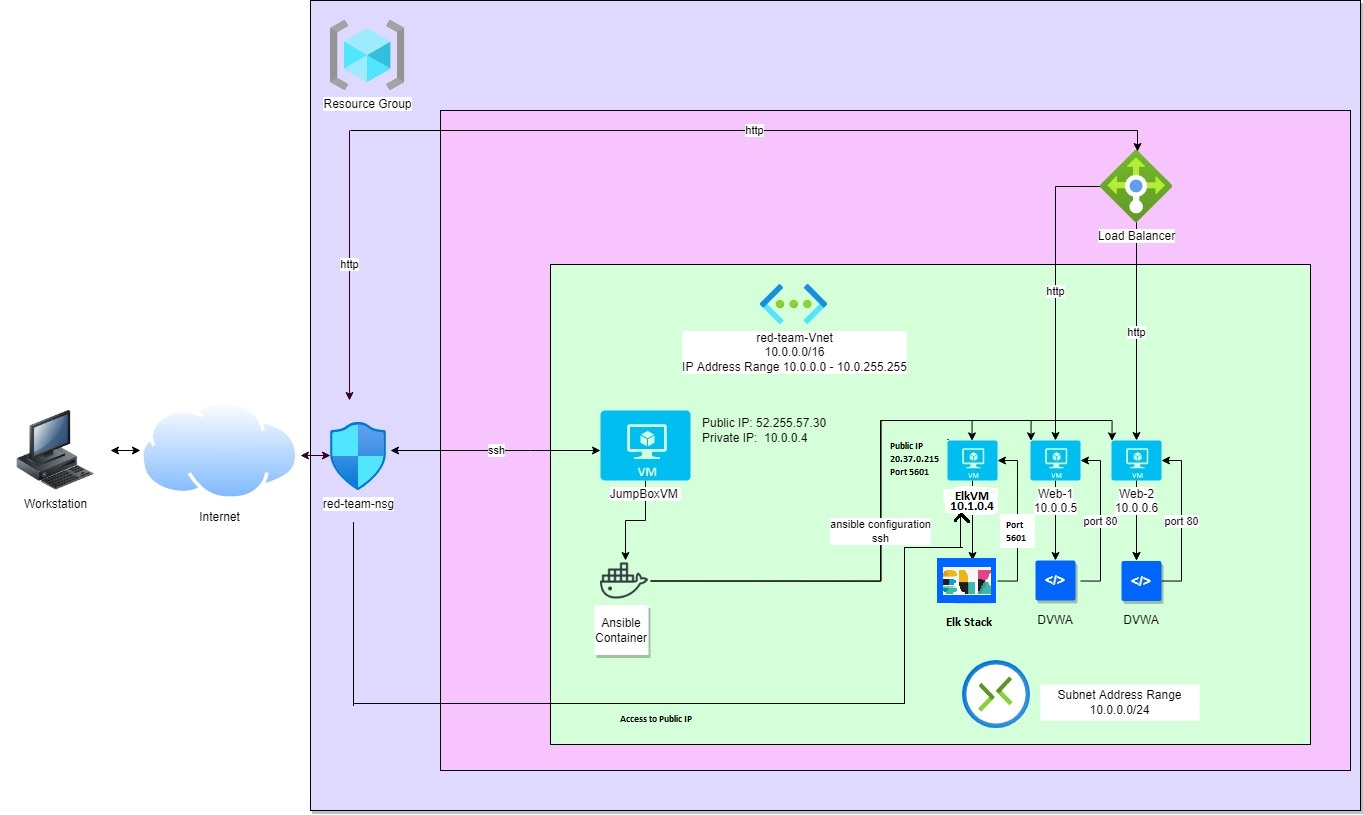 Resource Group
http
Load Balancer
http
http
http
red-team-Vnet
10.0.0.0/16
IP Address Range 10.0.0.0 - 10.0.255.255
Workstation
Internet
red-team-nsg
ssh
VM
JumpBoxVM
Public IP: 52.255.57.30
Private IP: 10.0.0.4
Public IP
20.37.0.215
Port 5601
VM
ElkVM
10.1.0.4
VM
Web-1
10.0.0.5
VM
Web-2
10.0.0.6
ansible configuration
ssh
Port
5601
port 80
port 80
Ansible
Container
Elk Stack
</>
DVWA
</>
DVWA
Subnet Address Range
10.0.0.0/24
Access to Public IP